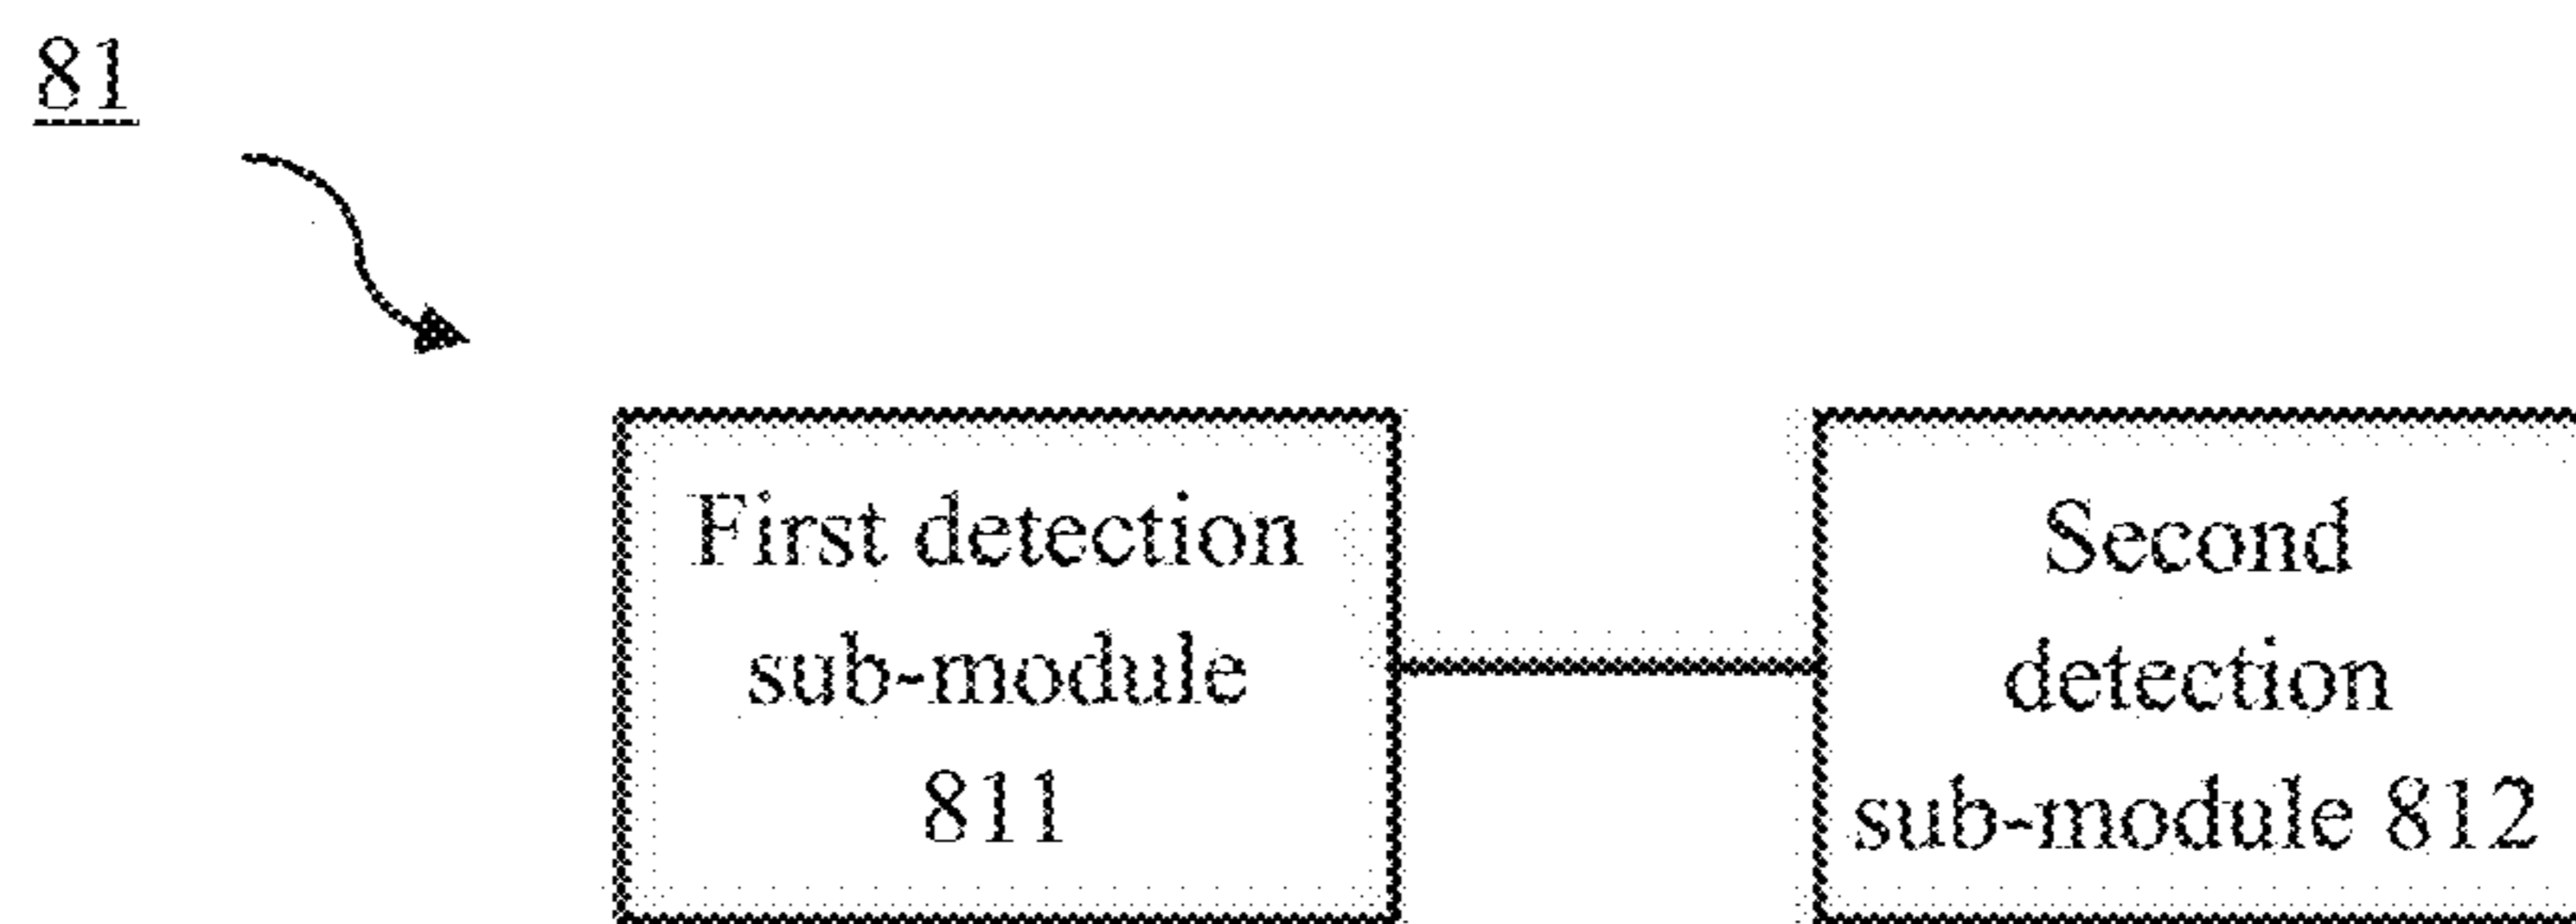 81
First detection
sub-module
811
Second
detection
sub-module 812